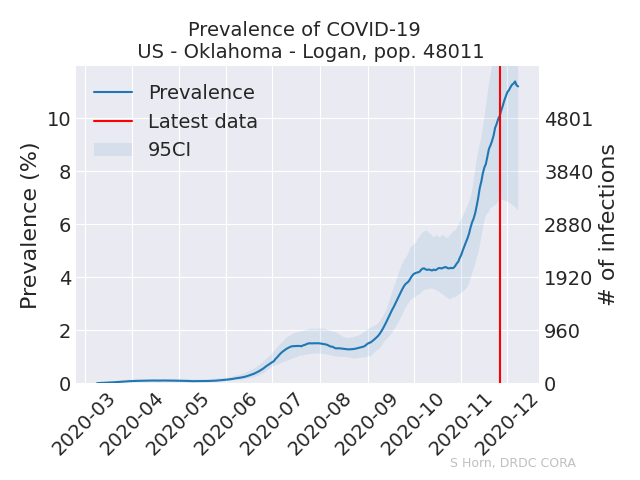 Prevalence of COVID-19
US - Oklahoma - Logan, pop. 48011
Prevalence
Latest data
95CI
Prevalence (%)
10
8
6
4
2
0
4801
3840
2880
1920
960
0
# of infections
2020-03
2020-04
2020-05
2020-06
2020-07
2020-08
2020-09
2020-10
2020-11
2020-12
S Horn, DRDC CORA